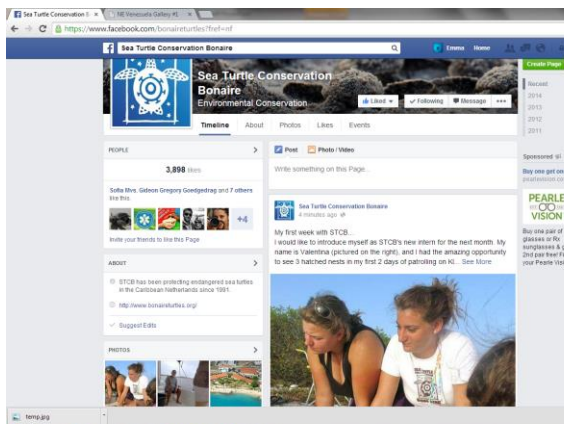 Sea Turtle Conservation B
NE Venezuela Gallery #1
https://www.facebook.com/bonaireturtles?fref=nf
Sea Turtle Conservation Bonaire
Emma Home
Sea Turtle Conservation
Bonaire
Environmental Conservation
Liked
Following
Message
Timeline About Photos Likes Events
Create Page
Recent
2014
2013
2012
2011
PEOPLE
3,898 likes
Sofia Mvs, Gideon Gregory Goedgedrag and 7 others
like this.
+4
Invite your friends to like this Page
ABOUT
STCB has been protecting endangered sea turtles
in the Caribbean Netherlands since 1991.
http://www.bonaireturtles.org/
Suggest Edits
PHOTOS
Post Photo / Video
Write something on this Page...
Sea Turtle Conservation Bonaire
4 minutes ago
My first week with STCB...
I would like to introduce myself as STCB's new intern for the next month. My
name is Valentina (pictured on the right), and I had the amazing opportunity
to see 3 hatched nests in my first 2 days of patrolling on Kl... See More
Sponsored
Buy one get on
pearlevision.co
PEARLE
VISION
Buy one pair of
glasses or Rx
sunglasses & g
2nd pair free! Fi
your Pearle Visi
temp.jpg